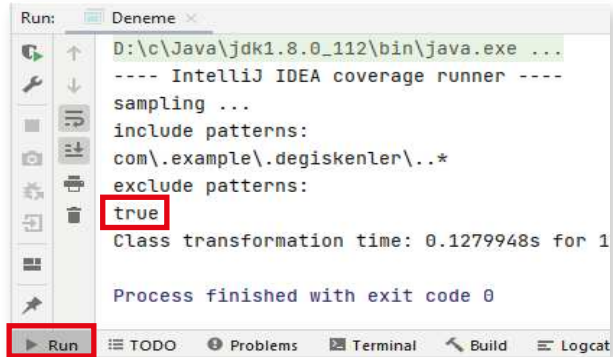 Run: Deneme ×
D:\c\Java\jdk1.8.0_112\bin\java.exe ...
---- IntelliJ IDEA coverage runner ----
sampling ...
include patterns:
com\.example\.degiskenler\..*
exclude patterns:
true
Class transformation time: 0.1279948s for 1
Process finished with exit code 0
Run TODO Problems Terminal Build Logcat